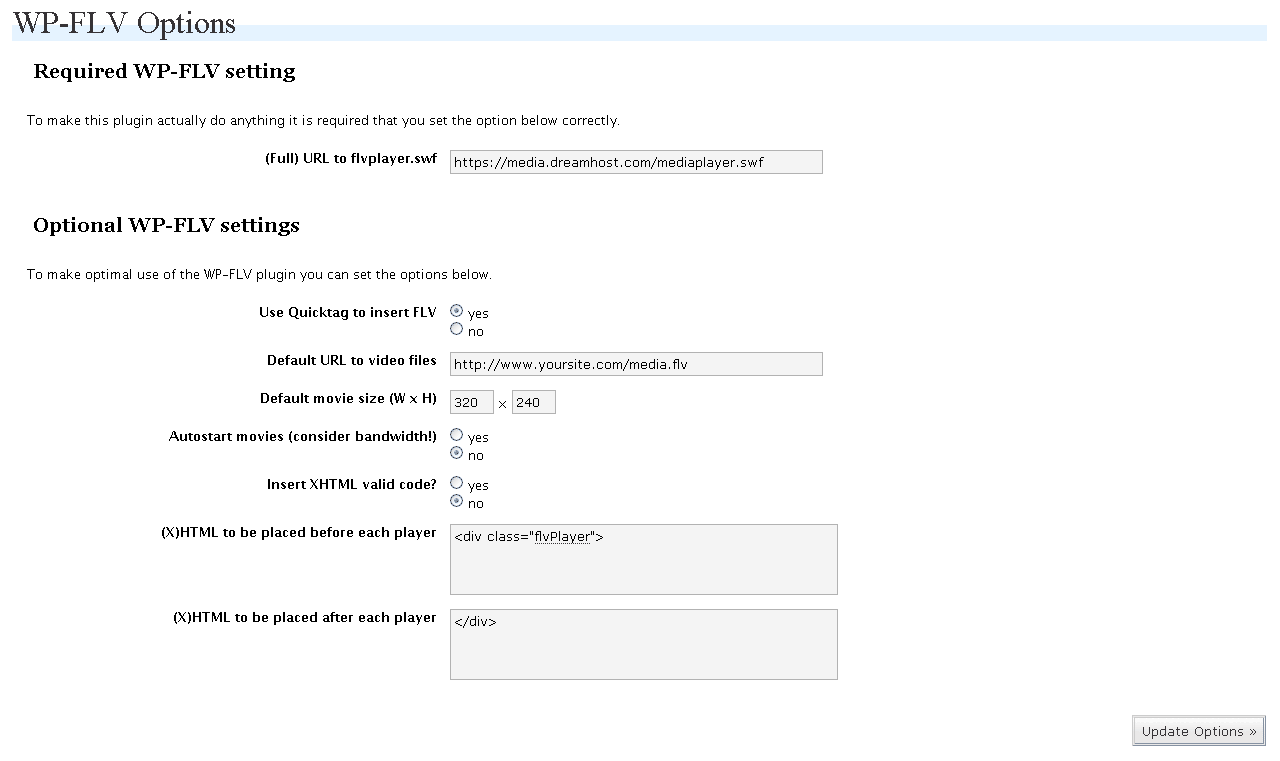 WP-FLV Options
Required WP-FLV setting
To make this plugin actually do anything it is required that you set the option below correctly.
(Full) URL to flvplayer.swf https://media.dreamhost.com/mediaplayer.swf
Optional WP-FLV settings
To make optimal use of the WP-FLV plugin you can set the options below.
Use Quicktag to insert FLV yes
no
Default URL to video files http://www.yoursite.com/media.flv
Default movie size (W x H) 320 x 240
Autostart movies (consider bandwidth!) yes
no
Insert XHTML valid code? yes
no
(X)HTML to be placed before each player <div class="flvPlayer">
(X)HTML to be placed after each player </div>
Update Options »